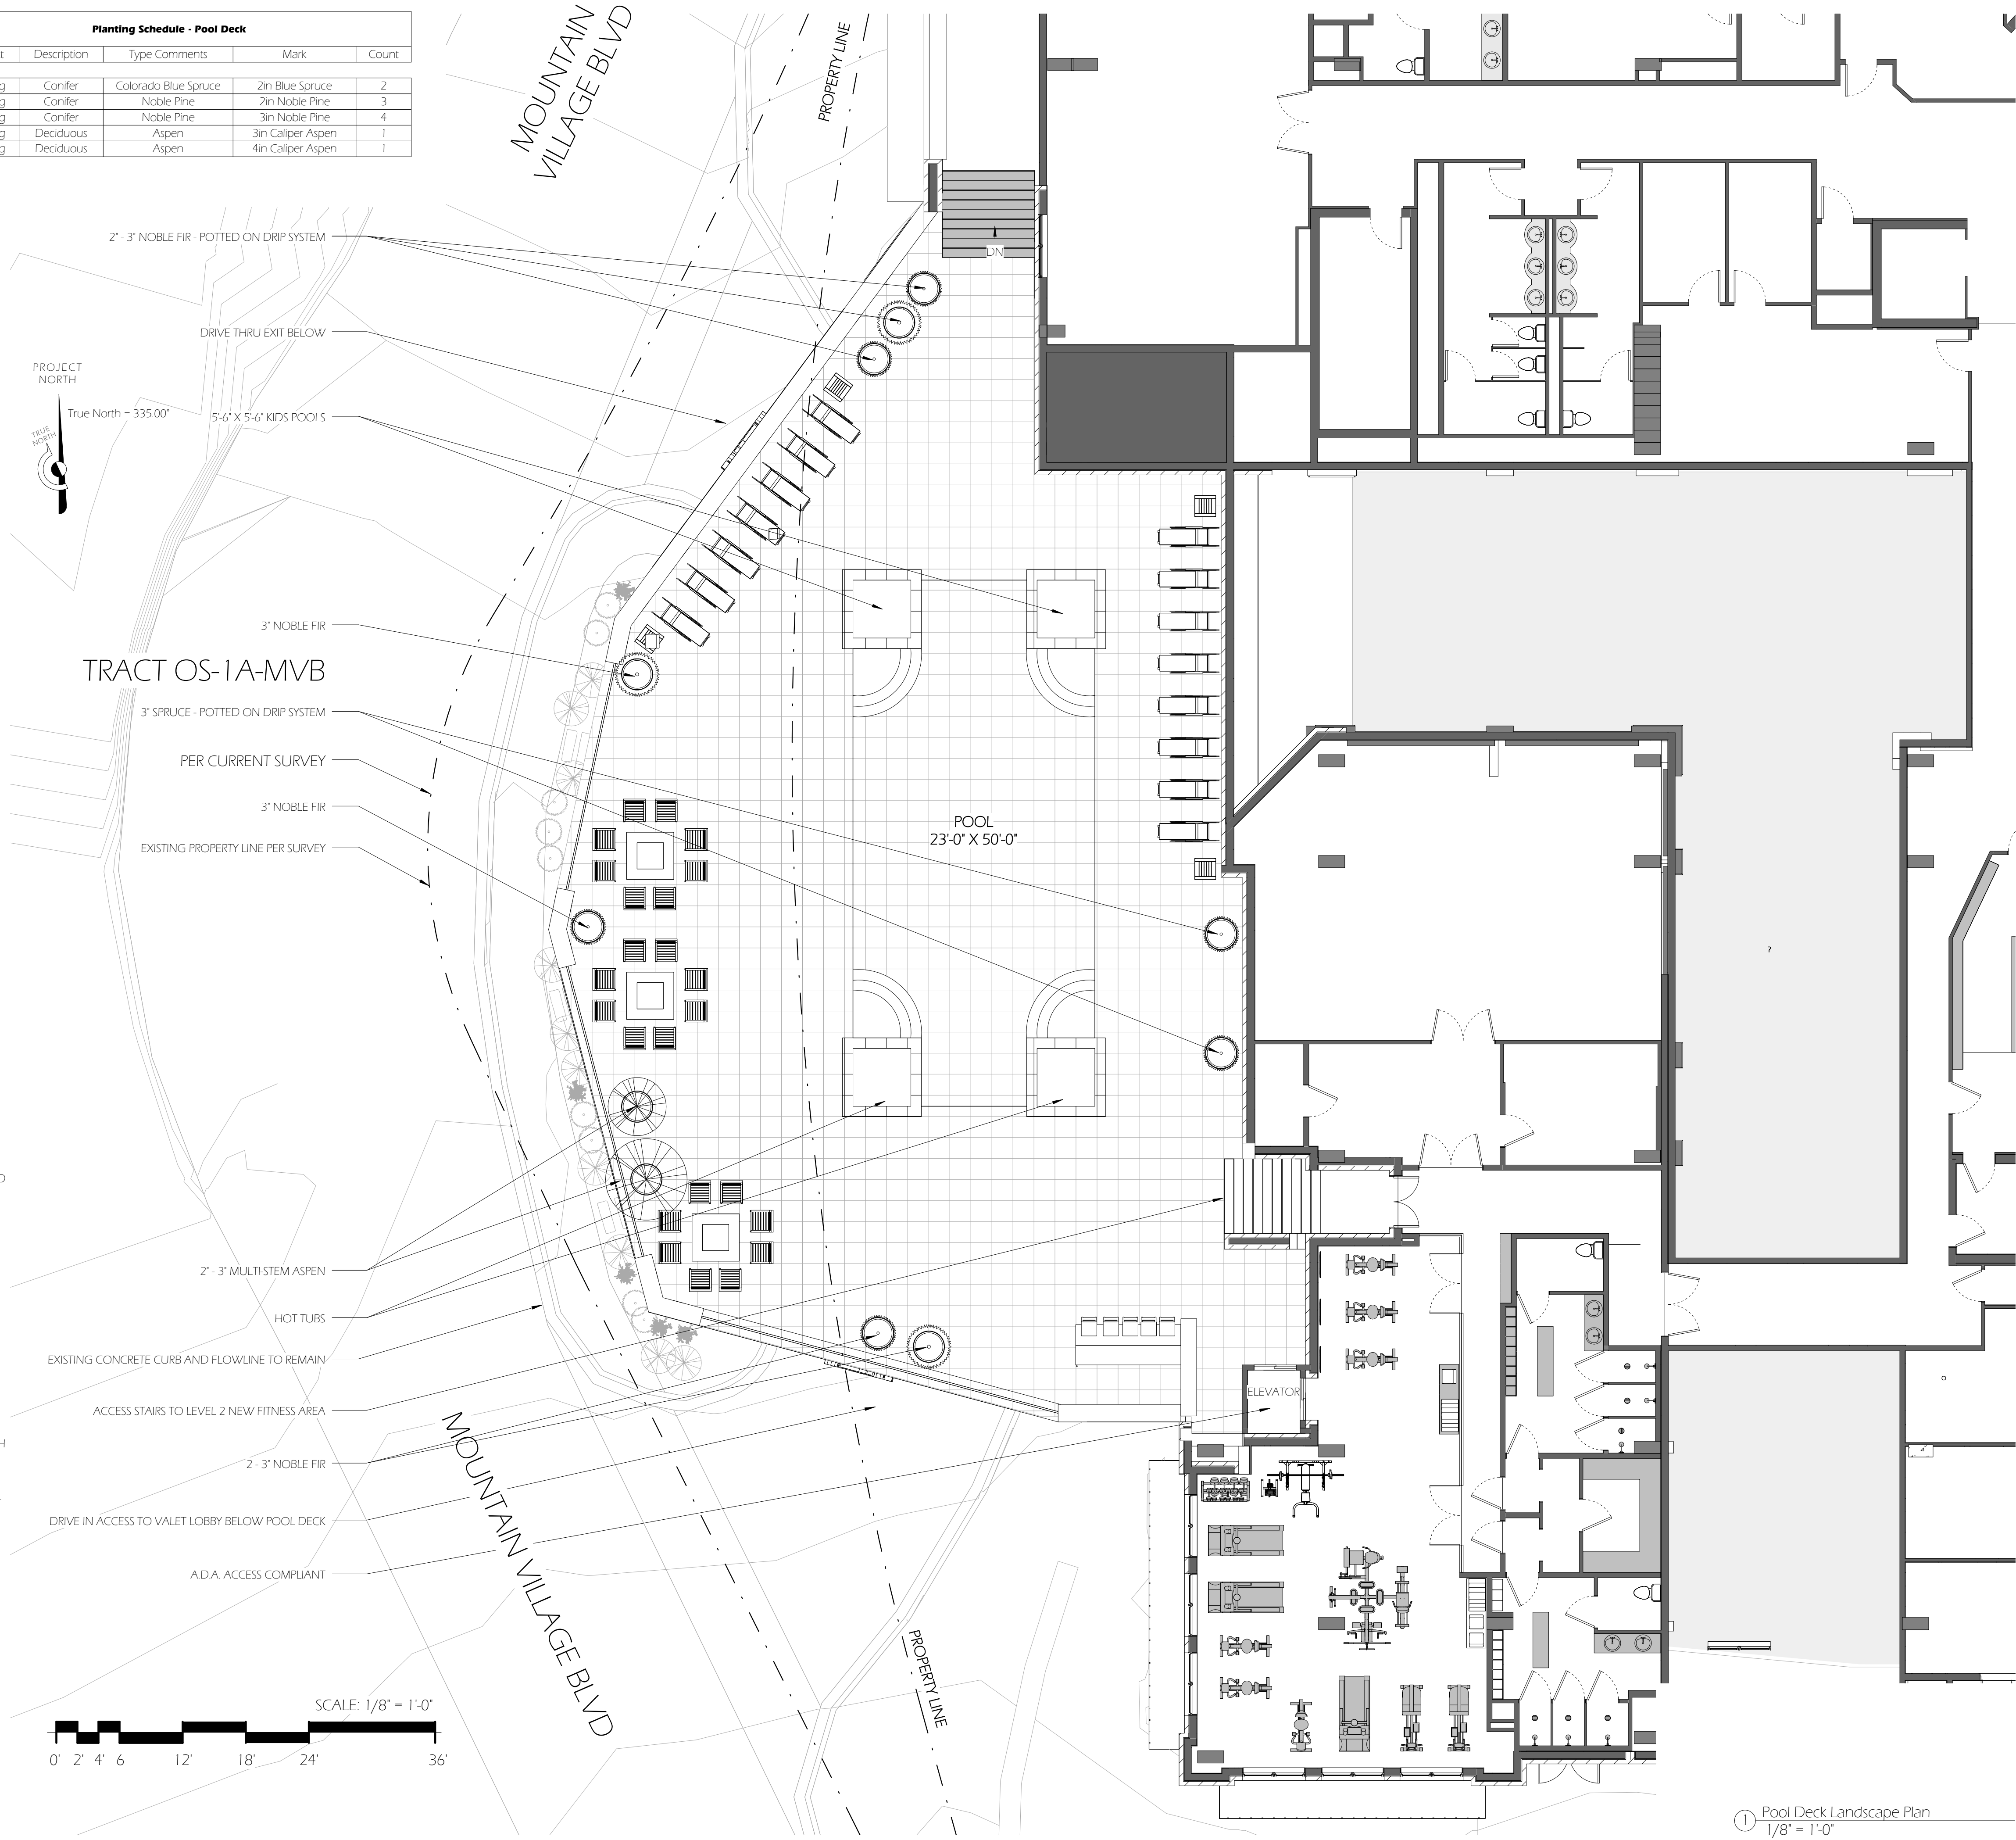 Planting Schedule - Pool Deck
Description Type Comments Mark Count
Conifer Colorado Blue Spruce 2in Blue Spruce 2
Conifer Noble Pine 2in Noble Pine 3
Conifer Noble Pine 3in Noble Pine 4
Deciduous Aspen 3in Caliper Aspen 1
Deciduous Aspen 4in Caliper Aspen 1
MOUNTAIN
VILLAGE BLVD
PROPERTY LINE
2" - 3" NOBLE FIR - POTTED ON DRIP SYSTEM
DN
DRIVE THRU EXIT BELOW
PROJECT
NORTH
True North = 335.00°
TRUE
NORTH
5'-6" X 5'-6" KIDS POOLS
3" NOBLE FIR
TRACT OS-1A-MVB
3" SPRUCE - POTTED ON DRIP SYSTEM
PER CURRENT SURVEY
3" NOBLE FIR
POOL
23'-0" X 50'-0"
EXISTING PROPERTY LINE PER SURVEY
?
2" - 3" MULTI-STEM ASPEN
HOT TUBS
EXISTING CONCRETE CURB AND FLOWLINE TO REMAIN
ELEVATOR
ACCESS STAIRS TO LEVEL 2 NEW FITNESS AREA
2 - 3" NOBLE FIR
DRIVE IN ACCESS TO VALET LOBBY BELOW POOL DECK
A.D.A. ACCESS COMPLIANT
MOUNTAIN VILLAGE BLVD
PROPERTY LINE
SCALE: 1/8" = 1'-0"
0' 2' 4' 6 12' 18' 24' 36'
1 Pool Deck Landscape Plan
1/8" = 1'-0"